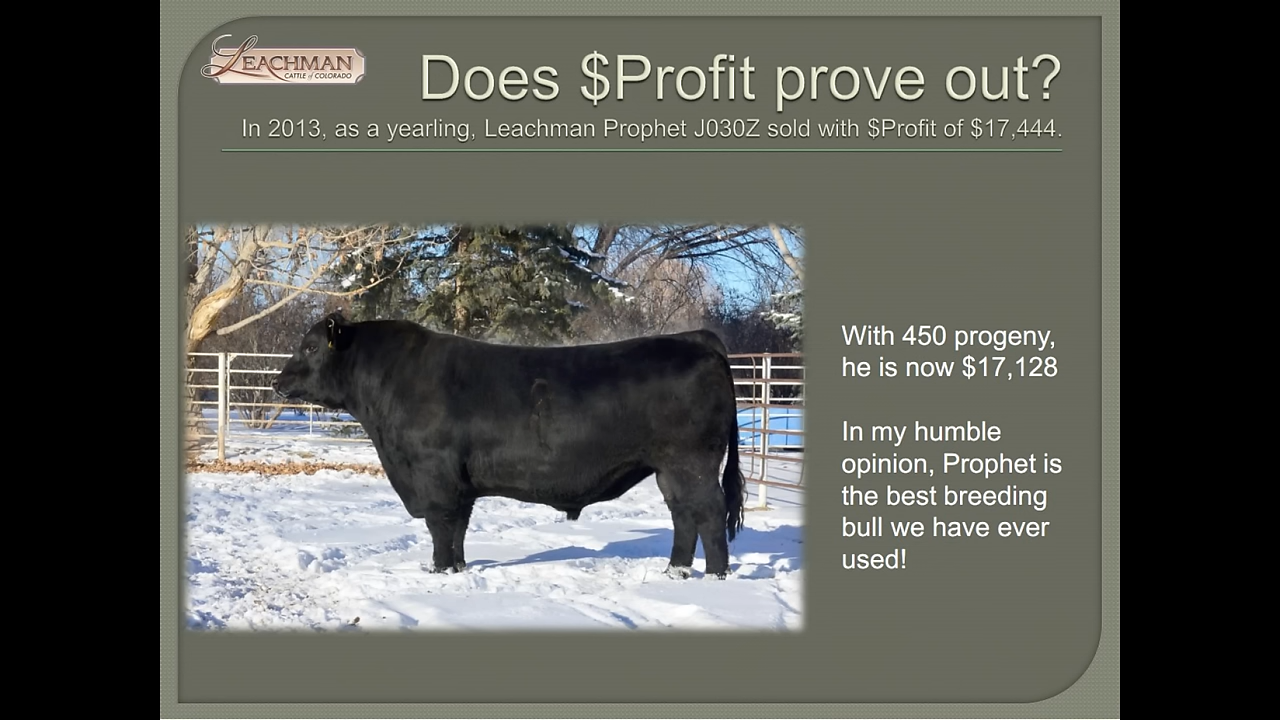 LEACHMAN
CATTLE of COLORADO
Does $Profit prove out?
In 2013, as a yearling, Leachman Prophet J030Z sold with $Profit of $17,444.
With 450 progeny,
he is now $17,128
In my humble
opinion, Prophet is
the best breeding
bull we have ever
used!